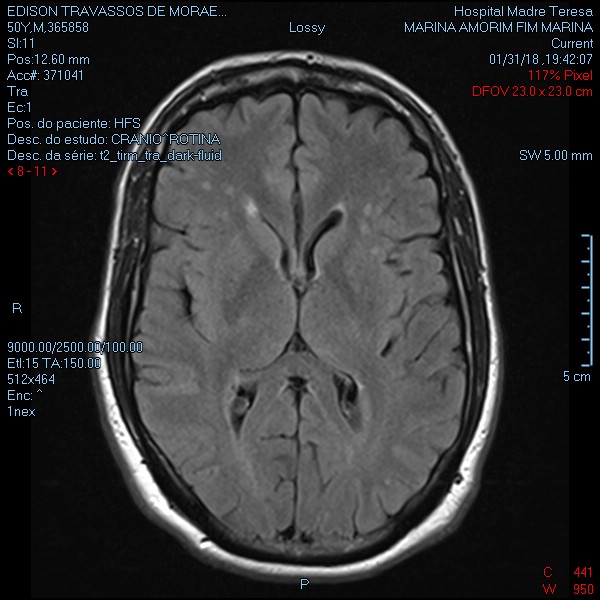 EDISON TRAVASSOS DE MORAE...
50Y,M,365858
Sl:11
Pos:12.60 mm
Acc#: 371041
Tra
Ec:1
Pos. do paciente: HFS
Desc. do estudo: CRANIO^ROTINA
Desc. da série: t2_tirm_tra_dark-fluid
< 8 - 11 >
Lossy
Hospital Madre Teresa
MARINA AMORIM FIM MARINA
Current
01/31/18 ,19:42:07
117% Pixel
DFOV 23.0 x 23.0 cm
SW 5.00 mm
R
9000.00/2500.00/100.00
Etl:15 TA:150.00
512x464
Enc: ^
1nex
5 cm
P
C 441
W 950